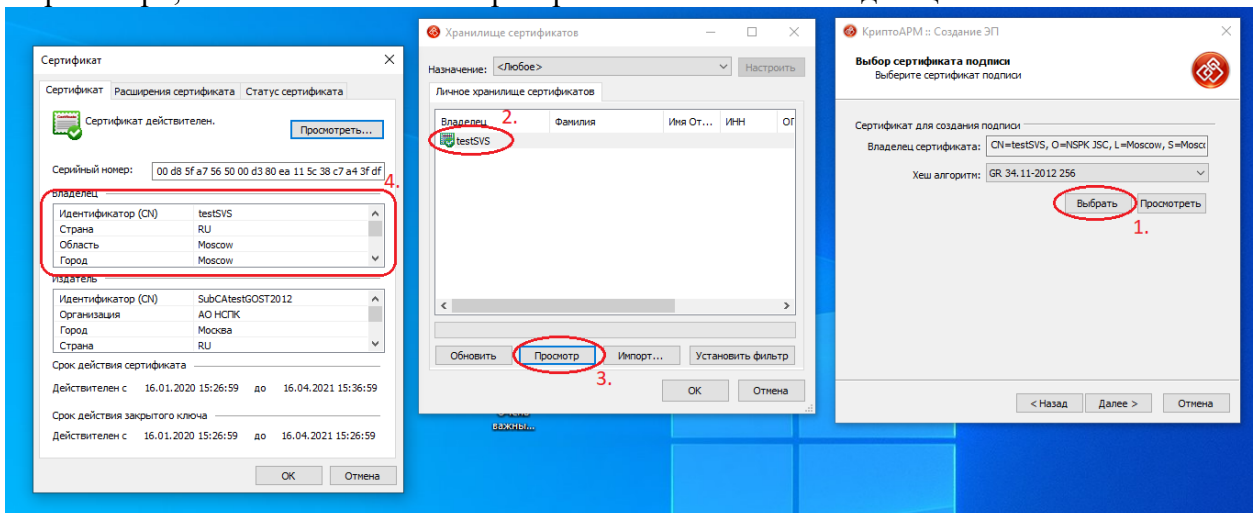 Сертификат
Сертификат Расширения сертификата Статус сертификата
Сертификат действителен.
Просмотреть...
Серийный номер: 00 d8 5f a7 56 50 00 d3 80 ea 11 5c 38 c7 a4 3f df
4.
Владелец
Идентификатор (CN) testSVS
Страна RU
Область Moscow
Город Moscow
Издатель
Идентификатор (CN) SubCAtestGOST2012
Организация АО НСПК
Город Москва
Страна RU
Срок действия сертификата
Действителен с 16.01.2020 15:26:59 до 16.04.2021 15:36:59
Срок действия закрытого ключа
Действителен с 16.01.2020 15:26:59 до 16.04.2021 15:26:59
ОК Отмена
Хранилище сертификатов
Назначение: <Любое> Настроить
Личное хранилище сертификатов
Владелец 2. Фамилия Имя От... ИНН ОГ
testSVS
Обновить Просмотр Импорт... Установить фильтр
3.
ОК Отмена
важны...
КриптоАРМ :: Создание ЭП
Выбор сертификата подписи
Выберите сертификат подписи
Сертификат для создания подписи
Владелец сертификата: CN=testSVS, O=NSPK JSC, L=Moscow, S=Mosco
Хеш алгоритм: GR 34.11-2012 256
Выбрать Просмотреть
1.
< Назад Далее > Отмена